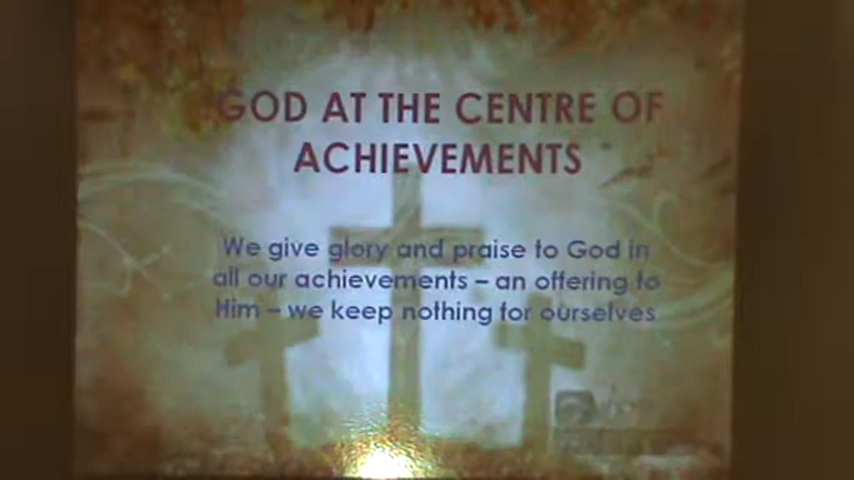 GOD AT THE CENTRE OF
ACHIEVEMENTS
We give glory and praise to God in
all our achievements – an offering to
Him – we keep nothing for ourselves